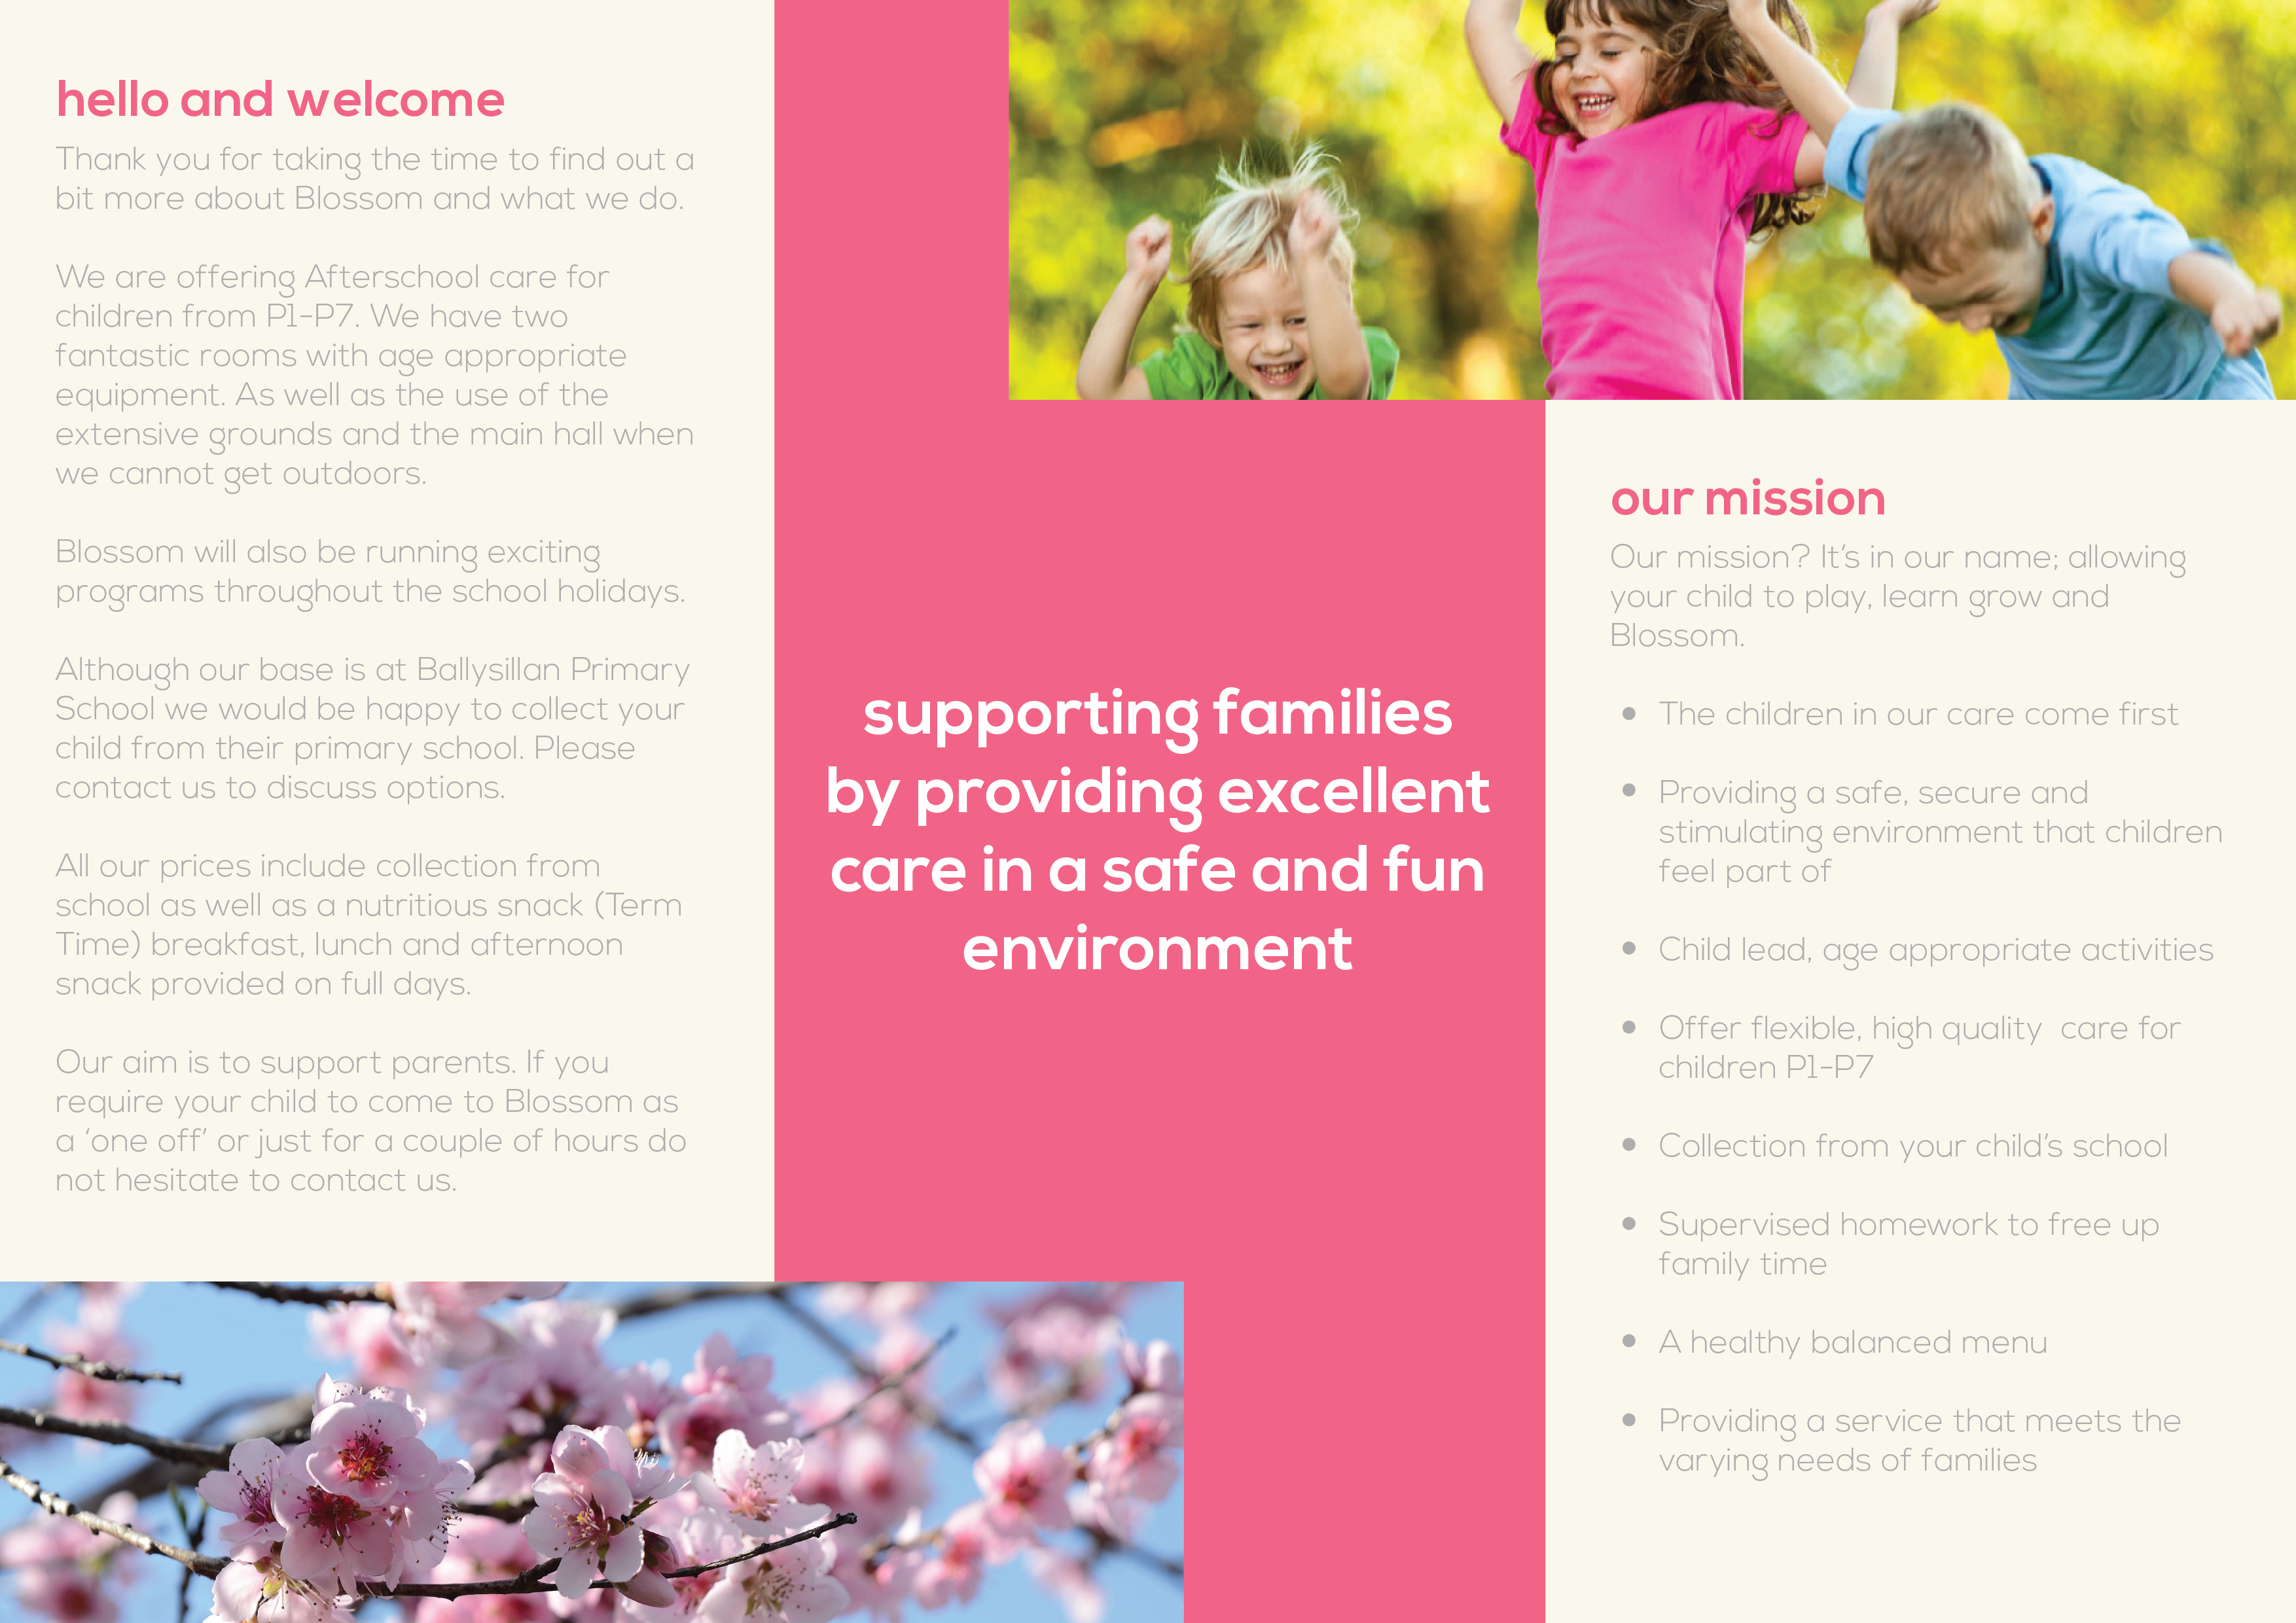 hello and welcome
Thank you for taking the time to find out a
bit more about Blossom and what we do.
We are offering Afterschool care for
children from P1-P7. We have two
fantastic rooms with age appropriate
equipment. As well as the use of the
extensive grounds and the main hall when
we cannot get outdoors.
Blossom will also be running exciting
programs throughout the school holidays.
Although our base is at Ballysillan Primary
School we would be happy to collect your
child from their primary school. Please
contact us to discuss options.
All our prices include collection from
school as well as a nutritious snack (Term
Time) breakfast, lunch and afternoon
snack provided on full days.
Our aim is to support parents. If you
require your child to come to Blossom as
a ‘one off’ or just for a couple of hours do
not hesitate to contact us.
supporting families
by providing excellent
care in a safe and fun
environment
our mission
Our mission? It’s in our name; allowing
your child to play, learn grow and
Blossom.
• The children in our care come first
• Providing a safe, secure and
stimulating environment that children
feel part of
• Child lead, age appropriate activities
• Offer flexible, high quality  care for
children P1-P7
• Collection from your child’s school
• Supervised homework to free up
family time
• A healthy balanced menu
• Providing a service that meets the
varying needs of families